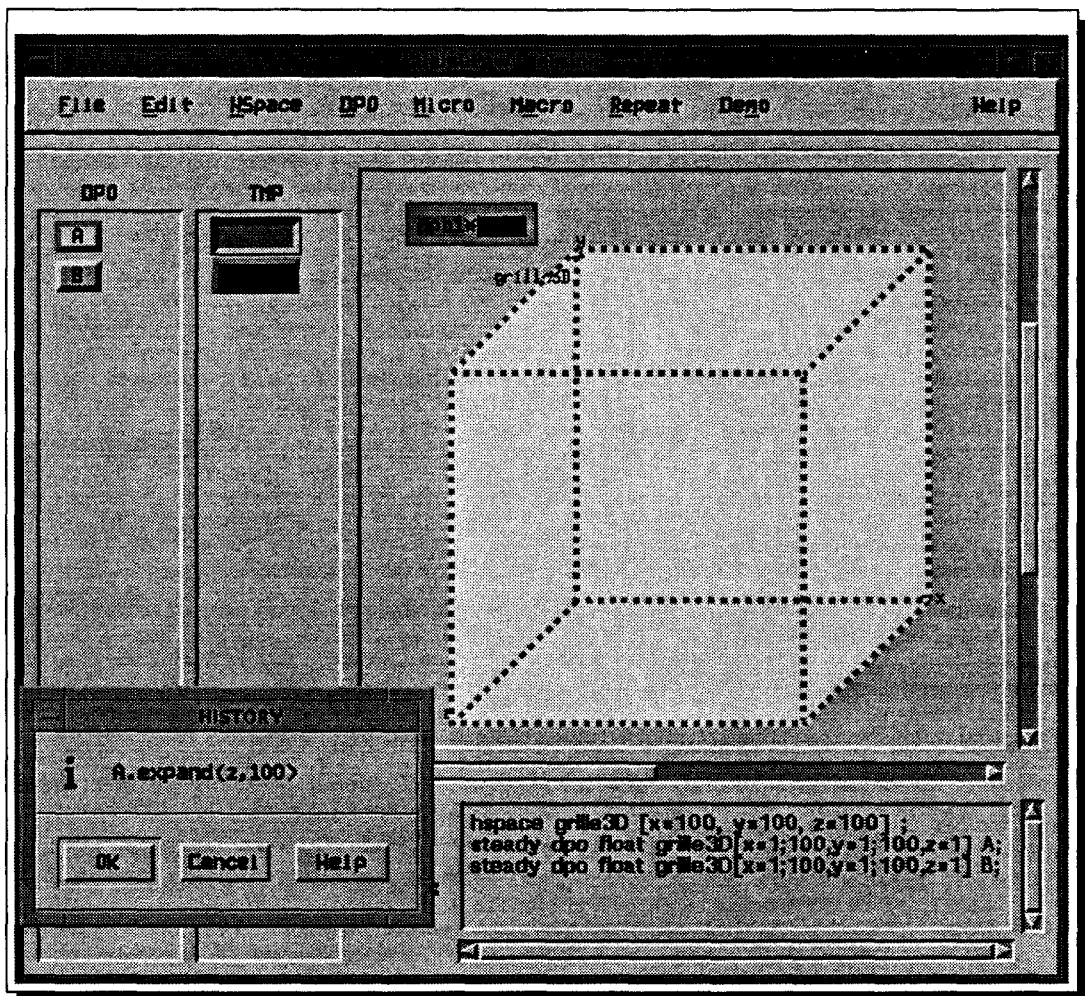 File Edit HSpace DPO Micro Macro Repeat Demo Help
DPO TMP
A
B
y
grille3D
x
HISTORY
i A.expand(z,100)
OK Cancel Help
hspace grille3D [x=100, y=100, z=100] ;
steady dpo float grille3D[x=1;100,y=1;100,z=1] A;
steady dpo float grille3D[x=1;100,y=1;100,z=1] B;